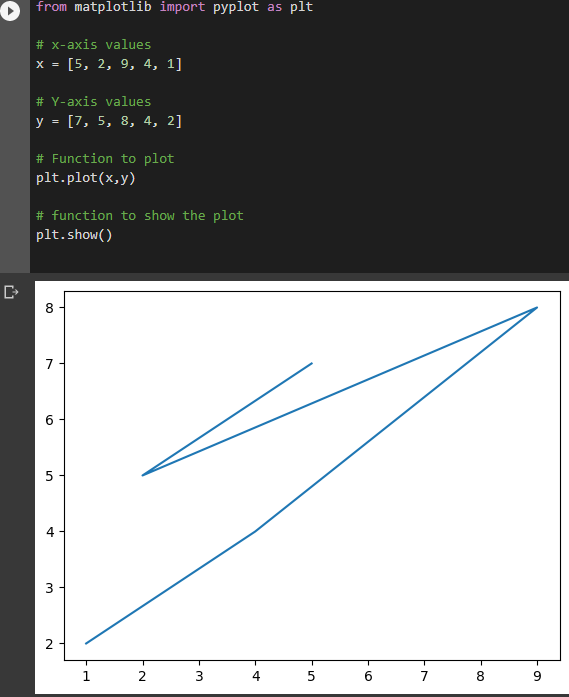 from matplotlib import pyplot as plt
# x-axis values
x = [5, 2, 9, 4, 1]
# Y-axis values
y = [7, 5, 8, 4, 2]
# Function to plot
plt.plot(x,y)
# function to show the plot
plt.show()
8
7
6
5
4
3
2
1 2 3 4 5 6 7 8 9